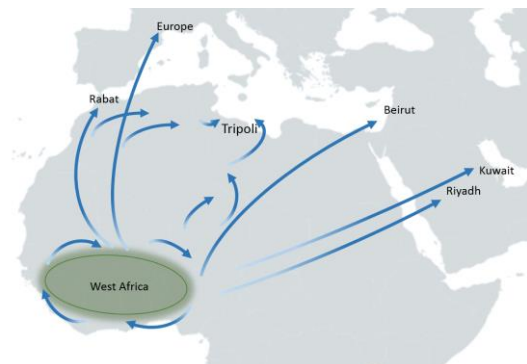 Europe
Rabat
Beirut
Tripoli
Kuwait
Riyadh
West Africa